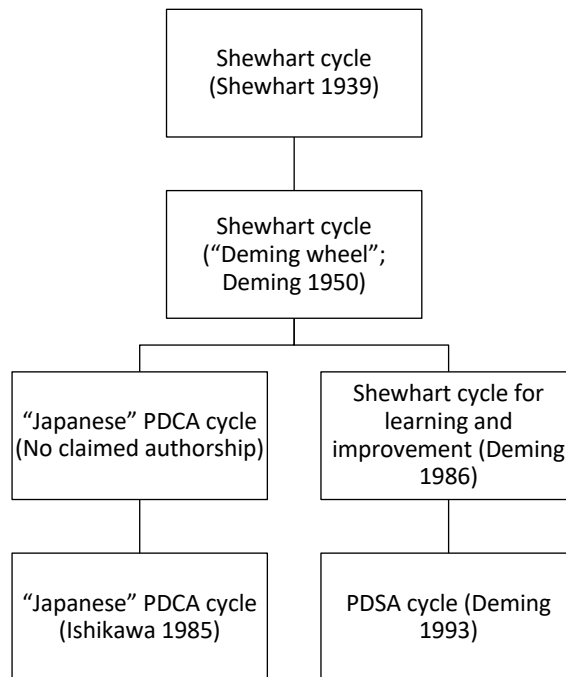 Shewhart cycle
(Shewhart 1939)
Shewhart cycle
(“Deming wheel”;
Deming 1950)
“Japanese” PDCA cycle
(No claimed authorship)
Shewhart cycle for
learning and
improvement (Deming
1986)
“Japanese” PDCA cycle
(Ishikawa 1985)
PDSA cycle (Deming
1993)